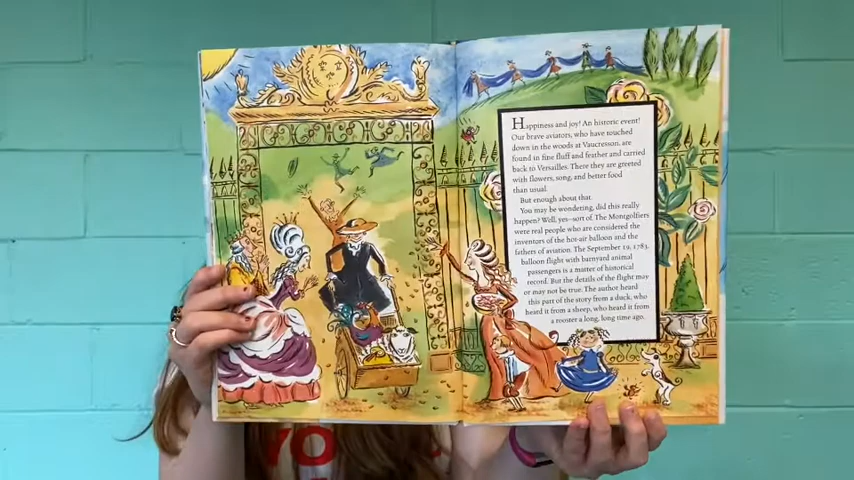 Happiness and joy! An historic event!
Our brave aviators, who have touched
down in the woods at Vaucresson, are
found in fine fluff and feather and carted
back to Versailles. There they are greeted
with flowers, song, and better food
than usual.
But enough about that.
You may be wondering, did this really
happen? Well, yes—sort of. The Montgolfiers
were real people who are considered the
inventors of the hot-air balloon and the
fathers of aviation. The September 19, 1783,
balloon flight with barnyard animal
passengers is a matter of historical
record. But the details of the flight may
or may not be true. The author heard
this part of the story from a duck, who
heard it from a sheep, who heard it from
a rooster a long, long time ago.